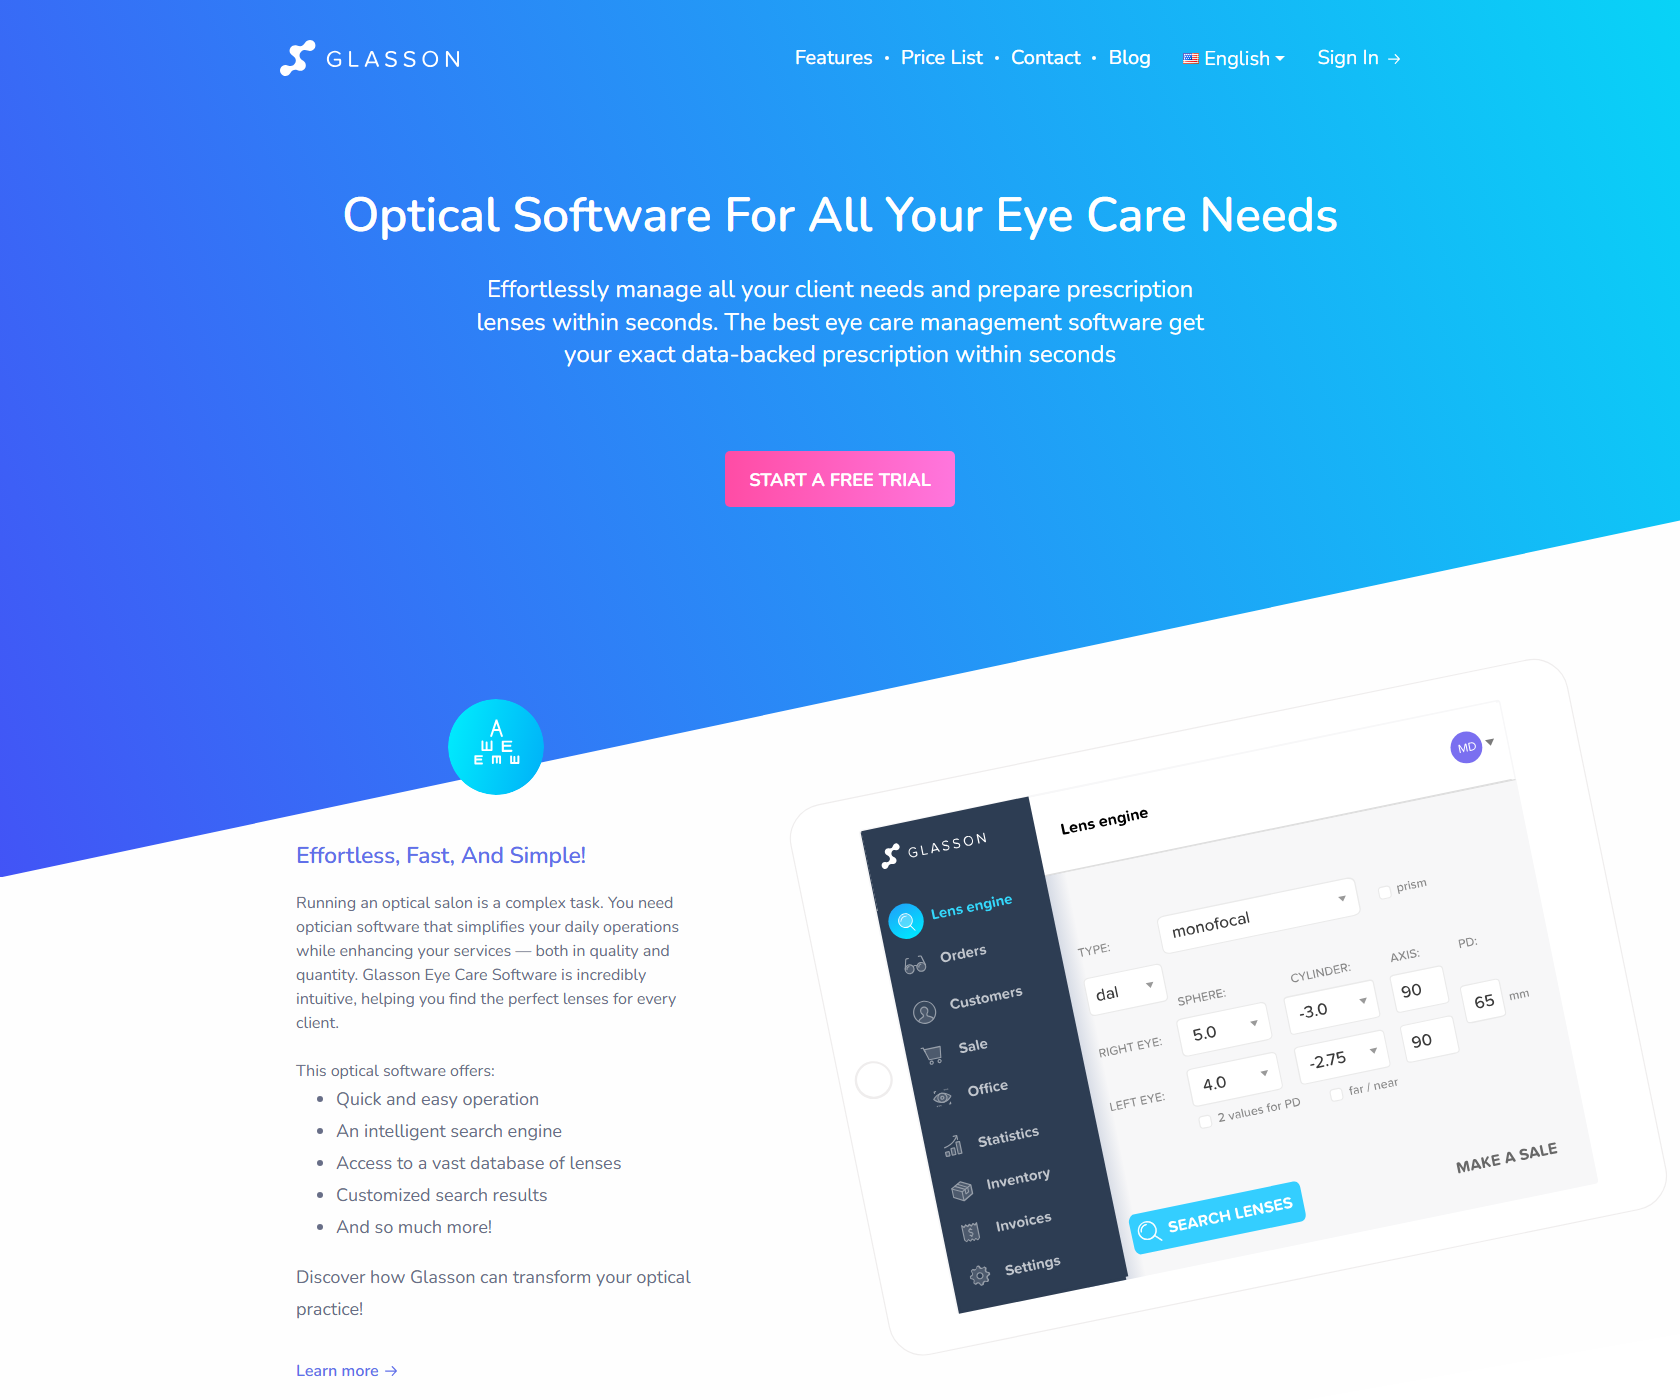 GLASSON
Features • Price List • Contact • Blog English Sign In →
Optical Software For All Your Eye Care Needs
Effortlessly manage all your client needs and prepare prescription
lenses within seconds. The best eye care management software get
your exact data-backed prescription within seconds
START A FREE TRIAL
A
E E
E E E
Effortless, Fast, And Simple!
Running an optical salon is a complex task. You need
optician software that simplifies your daily operations
while enhancing your services — both in quality and
quantity. Glasson Eye Care Software is incredibly
intuitive, helping you find the perfect lenses for every
client.
This optical software offers:
• Quick and easy operation
• An intelligent search engine
• Access to a vast database of lenses
• Customized search results
• And so much more!
Discover how Glasson can transform your optical
practice!
Learn more →
GLASSON
Lens engine
Orders
Customers
Sale
Office
Statistics
Inventory
Invoices
Settings
Lens engine
MD
TYPE:
monofocal
prism
dal
SPHERE:
CYLINDER:
AXIS:
PD:
RIGHT EYE:
5.0
-3.0
90
65 mm
LEFT EYE:
4.0
-2.75
90
2 values for PD
far / near
SEARCH LENSES
MAKE A SALE